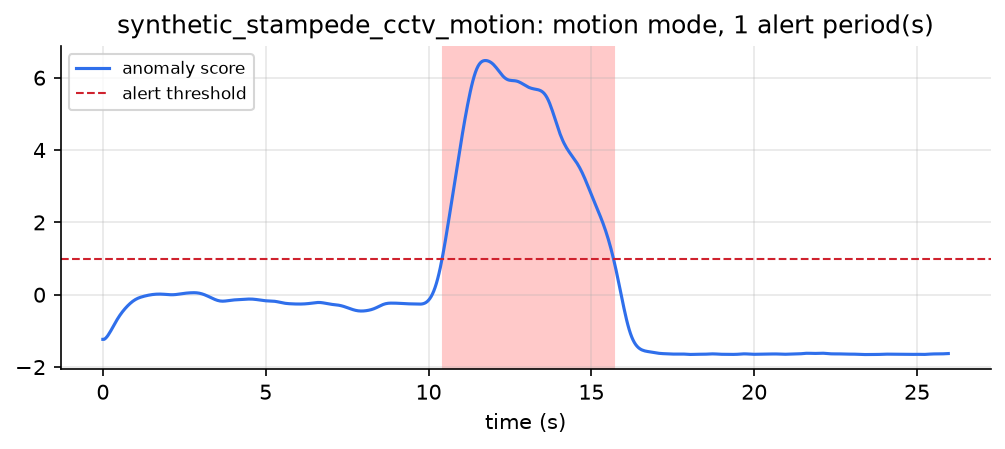 synthetic_stampede_cctv_motion: motion mode, 1 alert period(s)
anomaly score
alert threshold
6
4
2
0
−2
0 5 10 15 20 25
time (s)